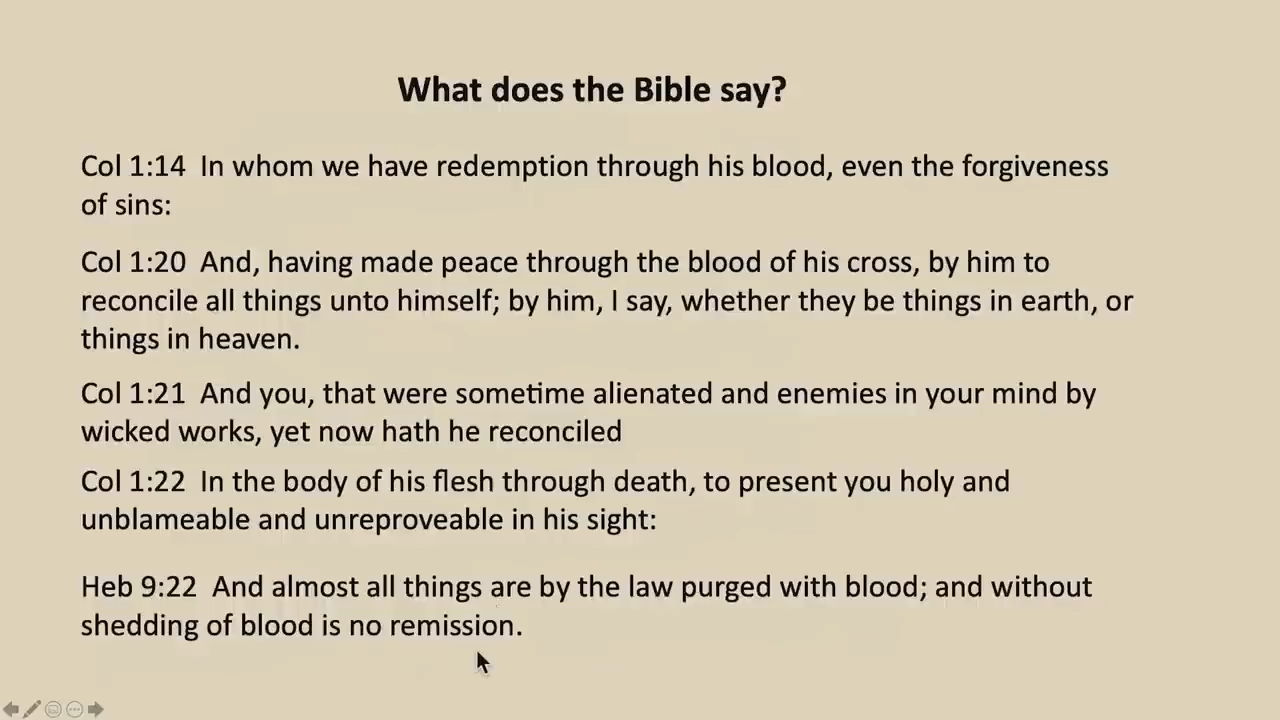 What does the Bible say?
Col 1:14  In whom we have redemption through his blood, even the forgiveness
of sins:
Col 1:20  And, having made peace through the blood of his cross, by him to
reconcile all things unto himself; by him, I say, whether they be things in earth, or
things in heaven.
Col 1:21  And you, that were sometime alienated and enemies in your mind by
wicked works, yet now hath he reconciled
Col 1:22  In the body of his flesh through death, to present you holy and
unblameable and unreproveable in his sight:
Heb 9:22  And almost all things are by the law purged with blood; and without
shedding of blood is no remission.